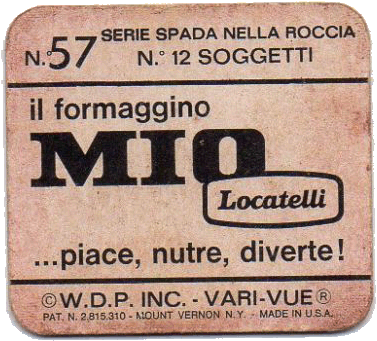 N.º 57 SERIE SPADA NELLA ROCCIA
N.º 12 SOGGETTI
il formaggino
MIO
Locatelli
...piace, nutre, diverte!
© W.D.P. INC. - VARI-VUE ®
PAT. N. 2,815,310 - MOUNT VERNON N.Y. - MADE IN U.S.A.